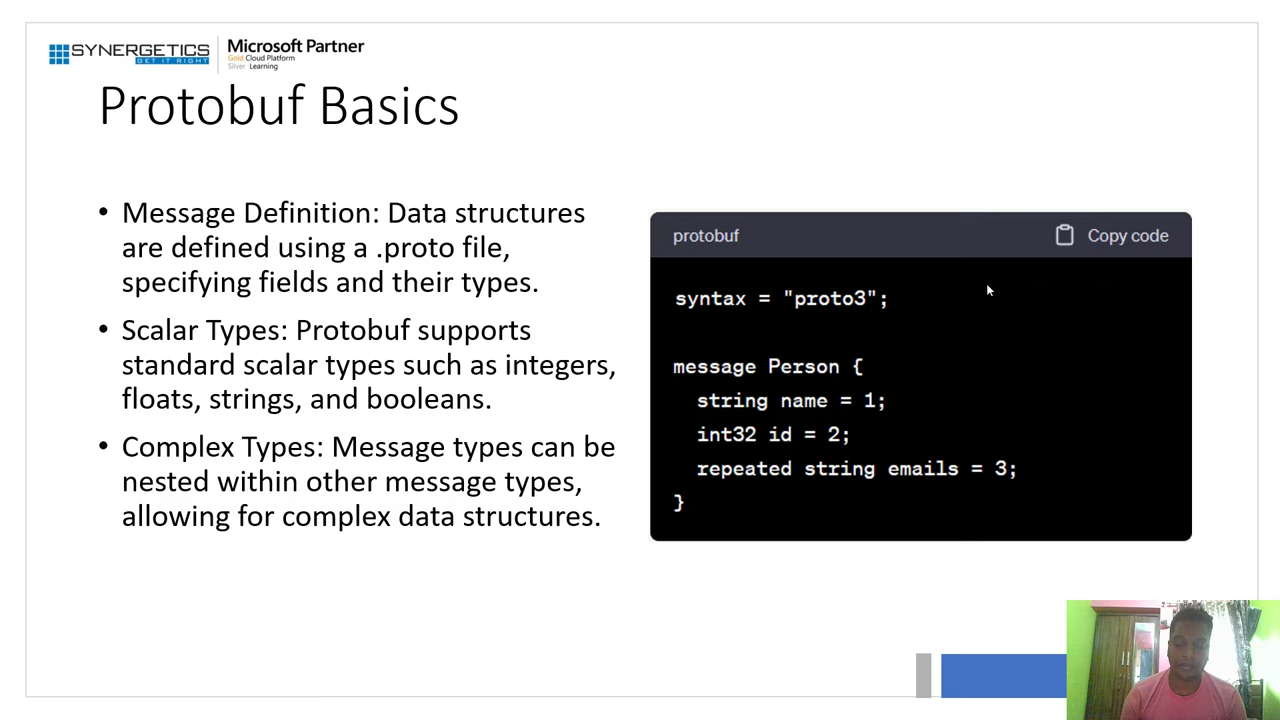 SYNERGETICS
GET IT RIGHT
Microsoft Partner
Gold Cloud Platform
Silver Learning
Protobuf Basics
• Message Definition: Data structures
are defined using a .proto file,
specifying fields and their types.
• Scalar Types: Protobuf supports
standard scalar types such as integers,
floats, strings, and booleans.
• Complex Types: Message types can be
nested within other message types,
allowing for complex data structures.
protobuf
Copy code
syntax = "proto3";
message Person {
string name = 1;
int32 id = 2;
repeated string emails = 3;
}